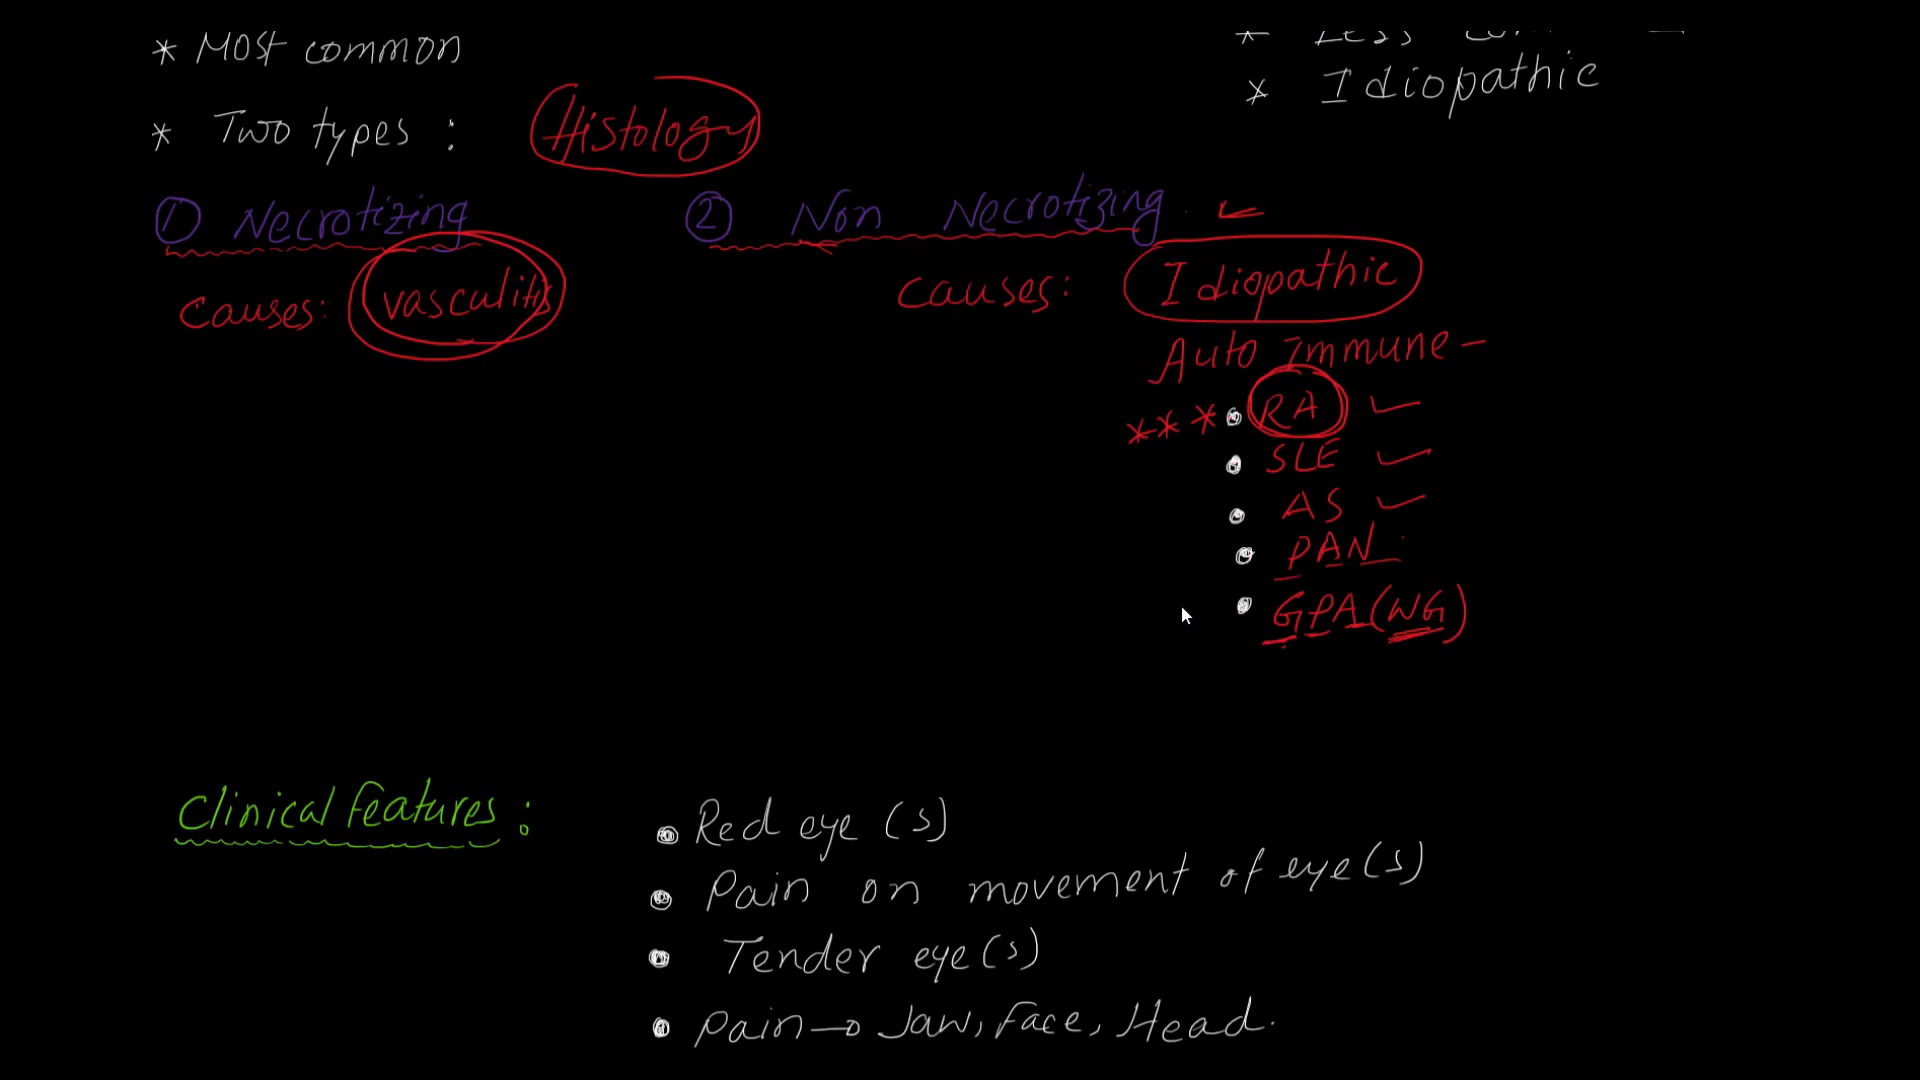 * Most common
* Less
* Idiopathic
* Two types : Histology
① Necrotizing
② Non Necrotizing
Causes: vasculitis
Causes: Idiopathic
Auto Immune -
*** RA ✓
SLE ✓
AS ✓
PAN
GPA (WG)
Clinical features :
Red eye (s)
Pain on movement of eye (s)
Tender eye (s)
Pain → Jaw, Face, Head.